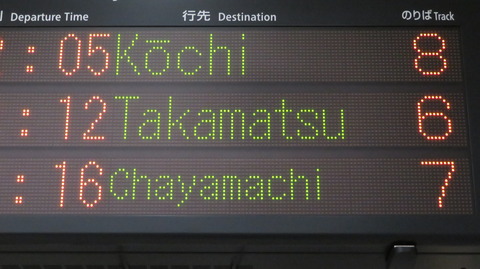 Departure Time 行先 Destination のりば Track
:05 Kōchi 8
:12 Takamatsu 6
:16 Chayamachi 7